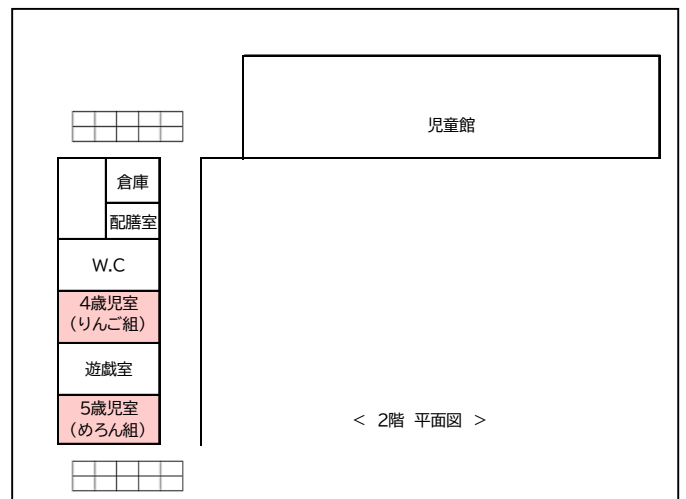 児童館
倉庫
配膳室
W.C
4歳児室
(りんご組)
遊戯室
5歳児室
(めろん組)
< 2階 平面図 >